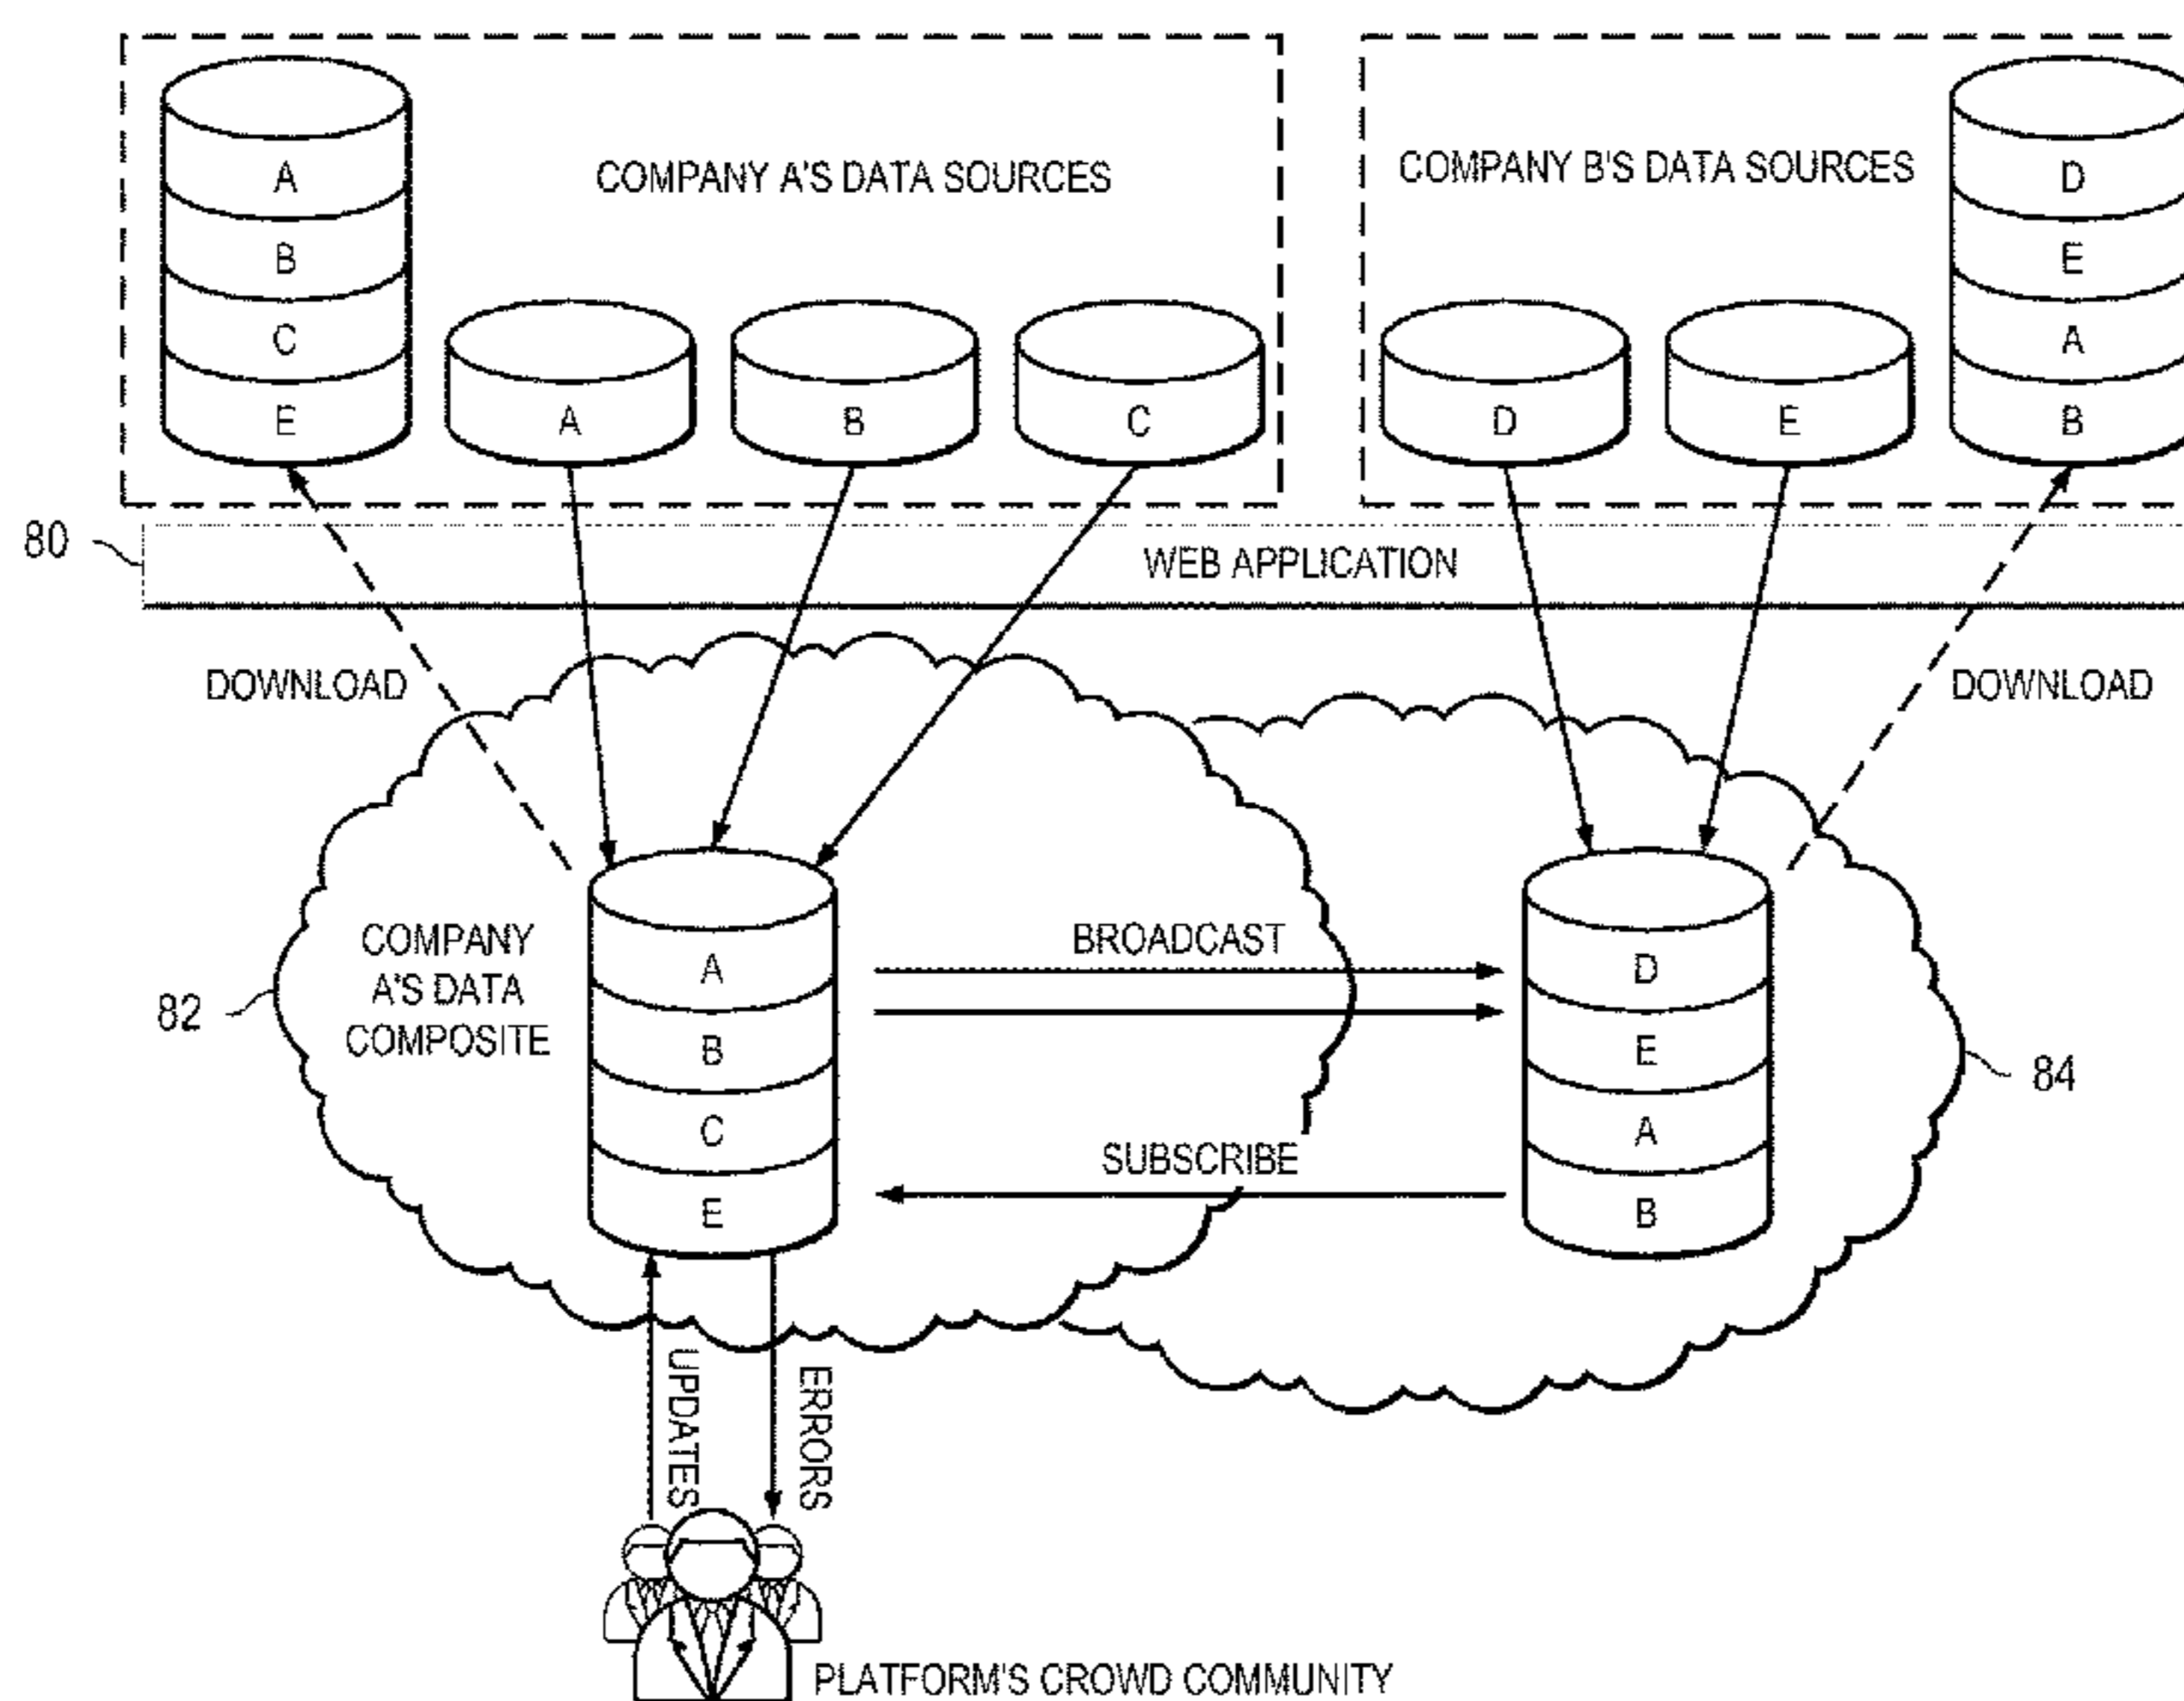 A
B
C
E
COMPANY A'S DATA SOURCES
A
B
C
COMPANY B'S DATA SOURCES
D
E
D
E
A
B
80
WEB APPLICATION
DOWNLOAD
DOWNLOAD
82
COMPANY
A'S DATA
COMPOSITE
A
B
C
E
BROADCAST
SUBSCRIBE
D
E
A
B
84
UPDATES
ERRORS
PLATFORM'S CROWD COMMUNITY